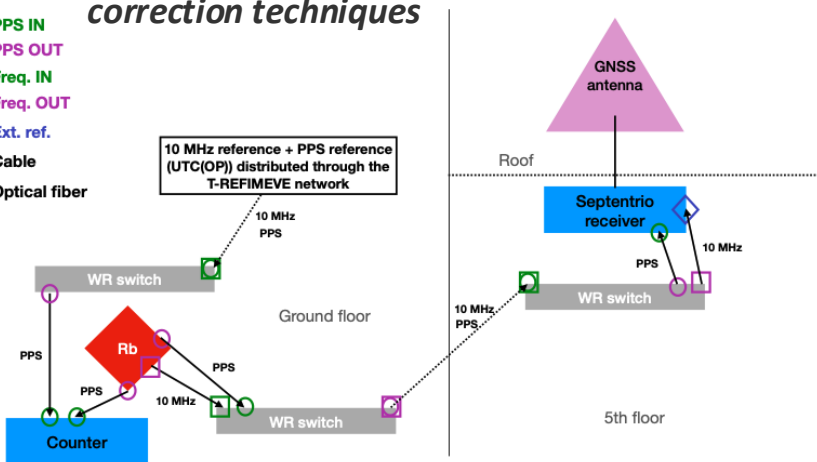 correction techniques
PPS IN
PPS OUT
Freq. IN
Freq. OUT
Ext. ref.
Cable
Optical fiber
10 MHz reference + PPS reference
(UTC(OP)) distributed through the
T-REFIMEVE network
10 MHz
PPS
WR switch
Ground floor
PPS
Rb
PPS
PPS
10 MHz
WR switch
Counter
10 MHz
PPS
GNSS
antenna
Roof
Septentrio
receiver
10 MHz
PPS
WR switch
5th floor